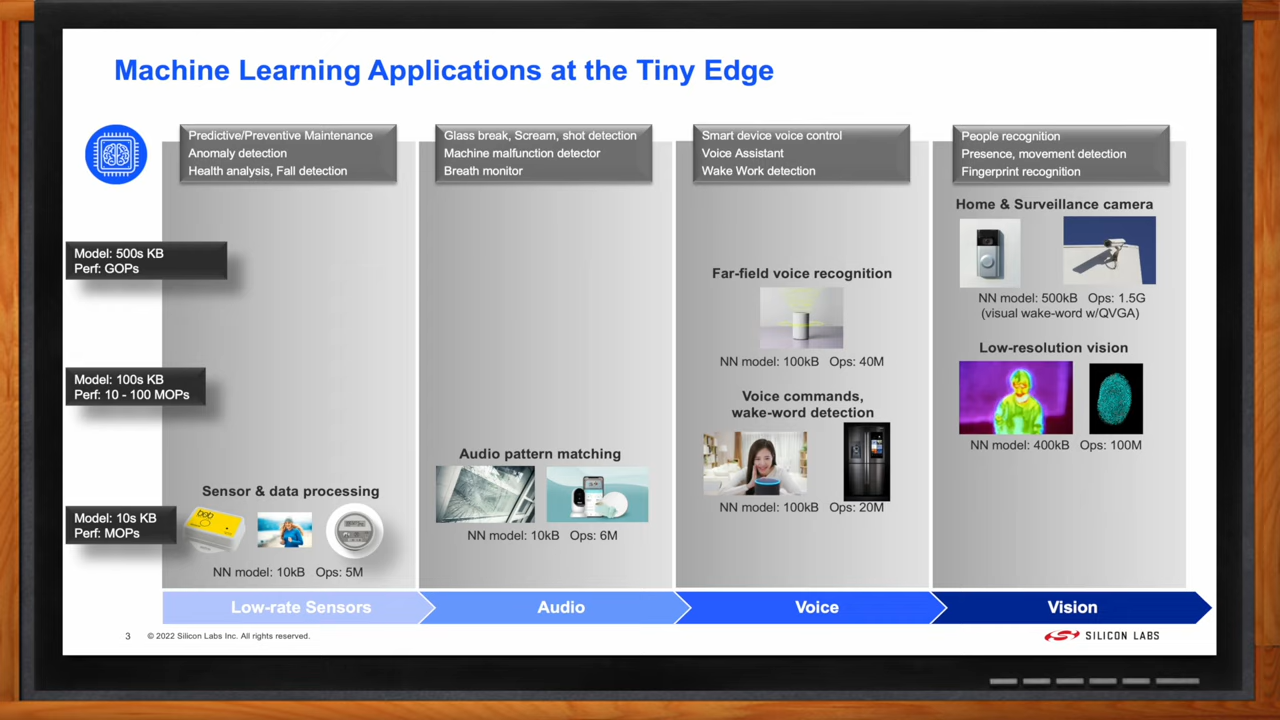 Machine Learning Applications at the Tiny Edge
Predictive/Preventive Maintenance
Anomaly detection
Health analysis, Fall detection
Glass break, Scream, shot detection
Machine malfunction detector
Breath monitor
Smart device voice control
Voice Assistant
Wake Work detection
People recognition
Presence, movement detection
Fingerprint recognition
Model: 500s KB
Perf: GOPs
Model: 100s KB
Perf: 10 - 100 MOPs
Model: 10s KB
Perf: MOPs
Sensor & data processing
bob
NN model: 10kB Ops: 5M
Audio pattern matching
NN model: 10kB Ops: 6M
Far-field voice recognition
NN model: 100kB Ops: 40M
Voice commands,
wake-word detection
NN model: 100kB Ops: 20M
Home & Surveillance camera
NN model: 500kB Ops: 1.5G
(visual wake-word w/QVGA)
Low-resolution vision
NN model: 400kB Ops: 100M
Low-rate Sensors
Audio
Voice
Vision
3 © 2022 Silicon Labs Inc. All rights reserved.
SILICON LABS